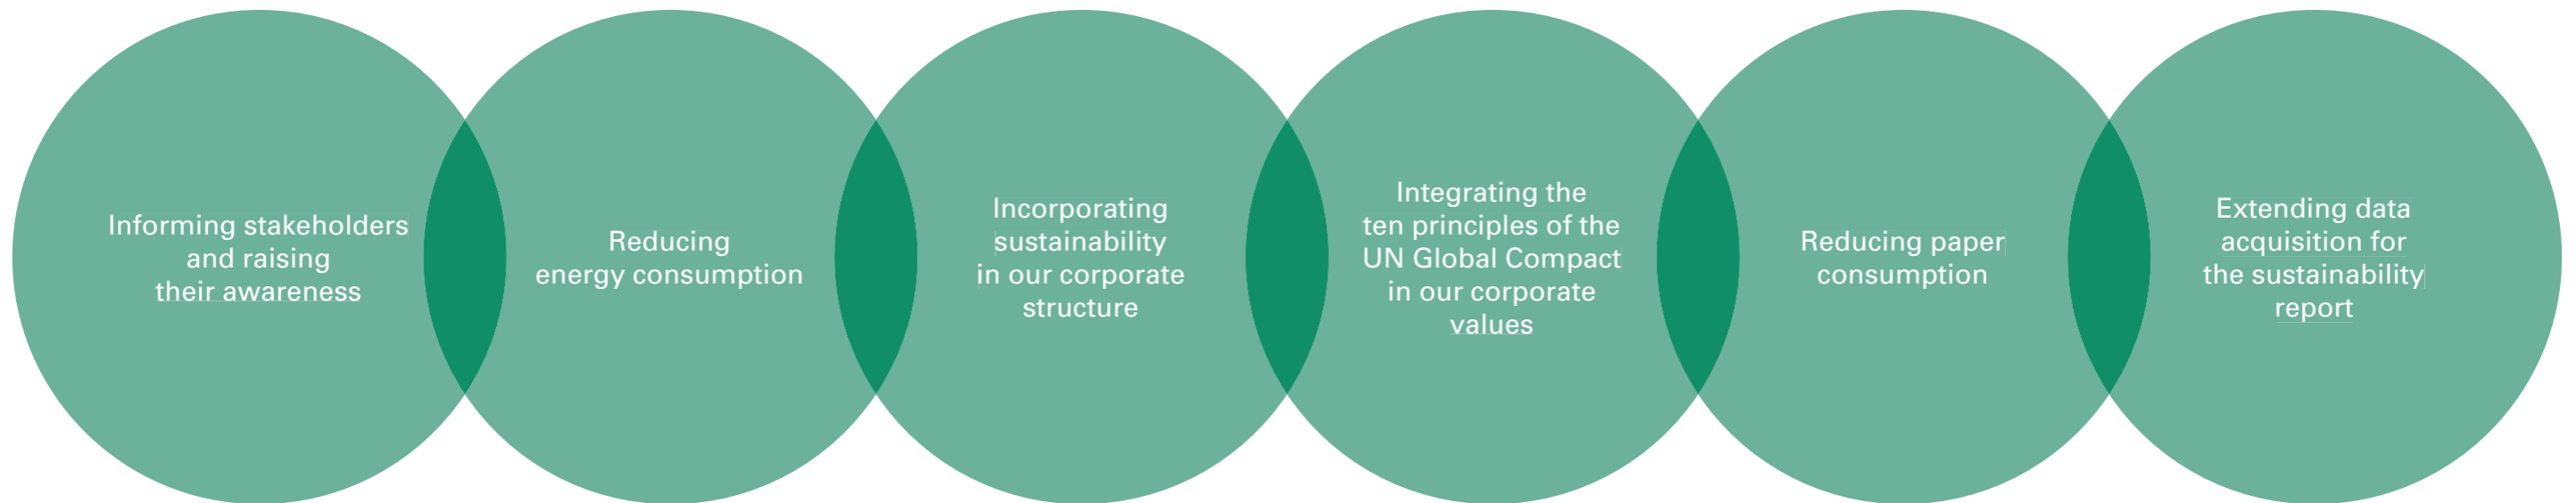 Informing stakeholders
and raising
their awareness
Reducing
energy consumption
Incorporating
sustainability
in our corporate
structure
Integrating the
ten principles of the
UN Global Compact
in our corporate
values
Reducing paper
consumption
Extending data
acquisition for
the sustainability
report